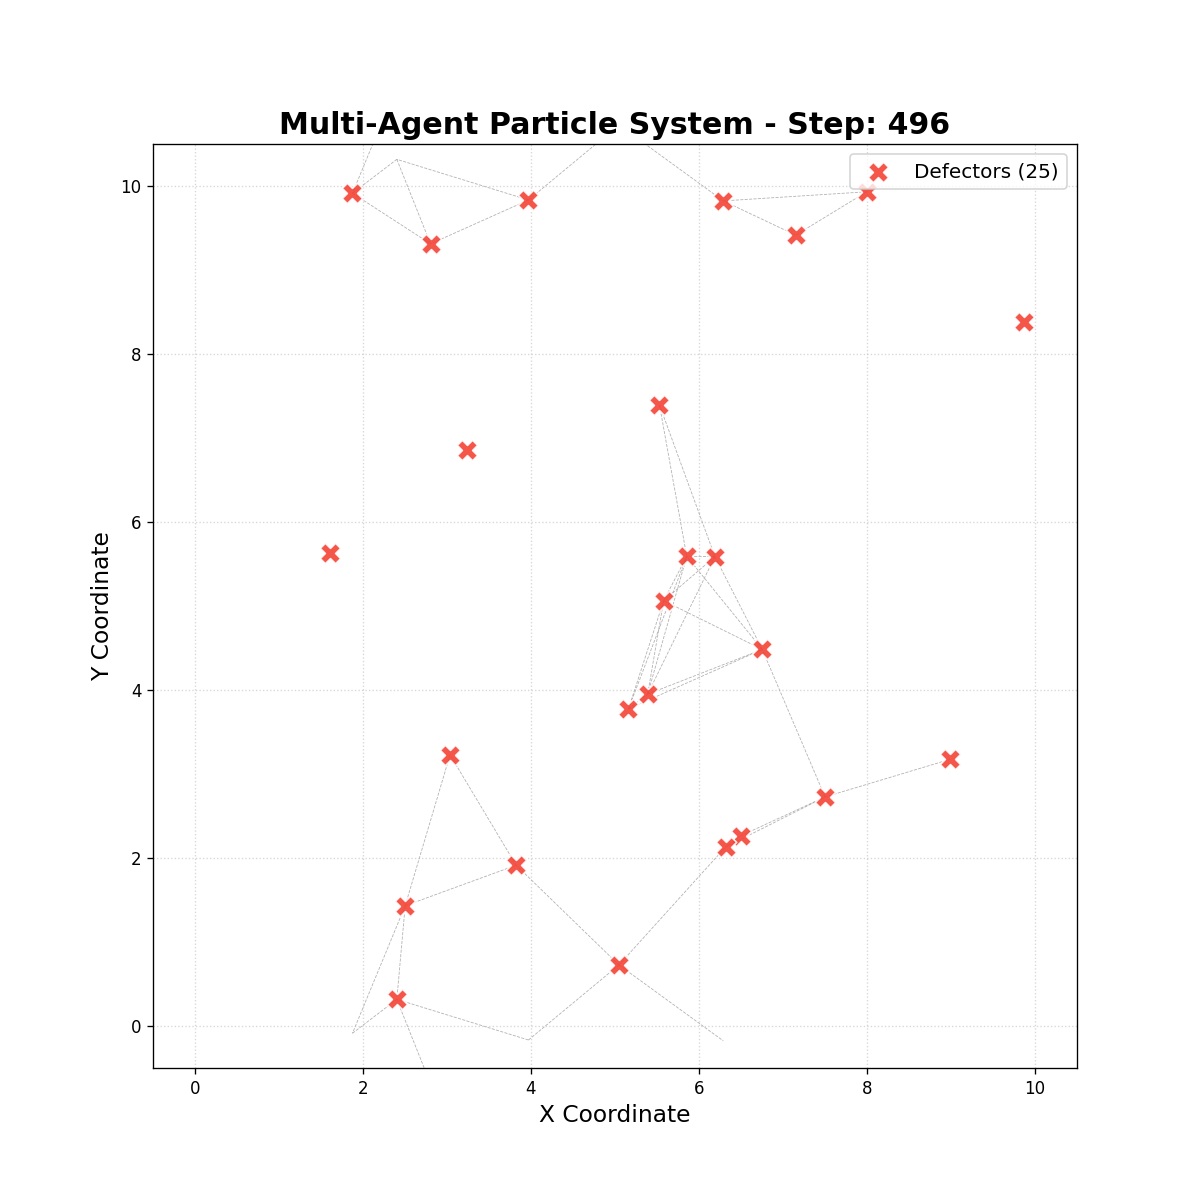 Multi-Agent Particle System - Step: 496
Defectors (25)
10
8
6
4
2
0
Y Coordinate
0 2 4 6 8 10
X Coordinate